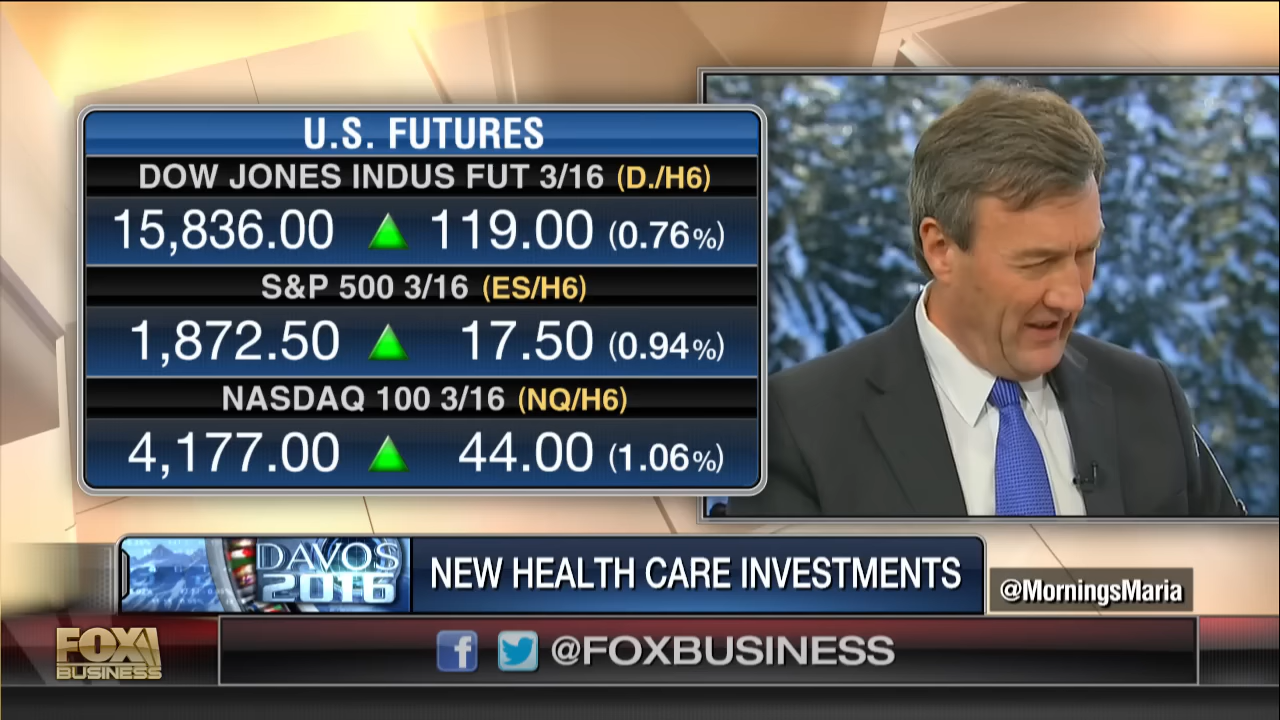 U.S. FUTURES
DOW JONES INDUS FUT 3/16 (D./H6)
15,836.00 ▲ 119.00 (0.76%)
S&P 500 3/16 (ES/H6)
1,872.50 ▲ 17.50 (0.94%)
NASDAQ 100 3/16 (NQ/H6)
4,177.00 ▲ 44.00 (1.06%)
DAVOS
2016
NEW HEALTH CARE INVESTMENTS
@MorningsMaria
FOX
BUSINESS
f
@FOXBUSINESS